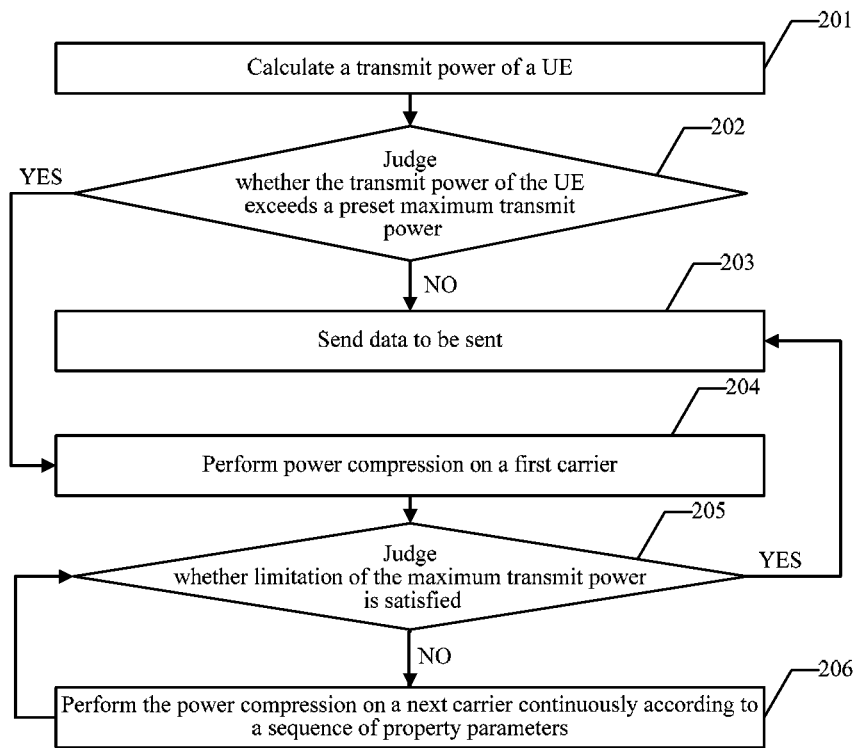 201
Calculate a transmit power of a UE
202
YES
Judge
whether the transmit power of the UE
exceeds a preset maximum transmit
power
NO
203
Send data to be sent
204
Perform power compression on a first carrier
205
Judge
whether limitation of the maximum transmit power
is satisfied
YES
NO
206
Perform the power compression on a next carrier continuously according to
a sequence of property parameters